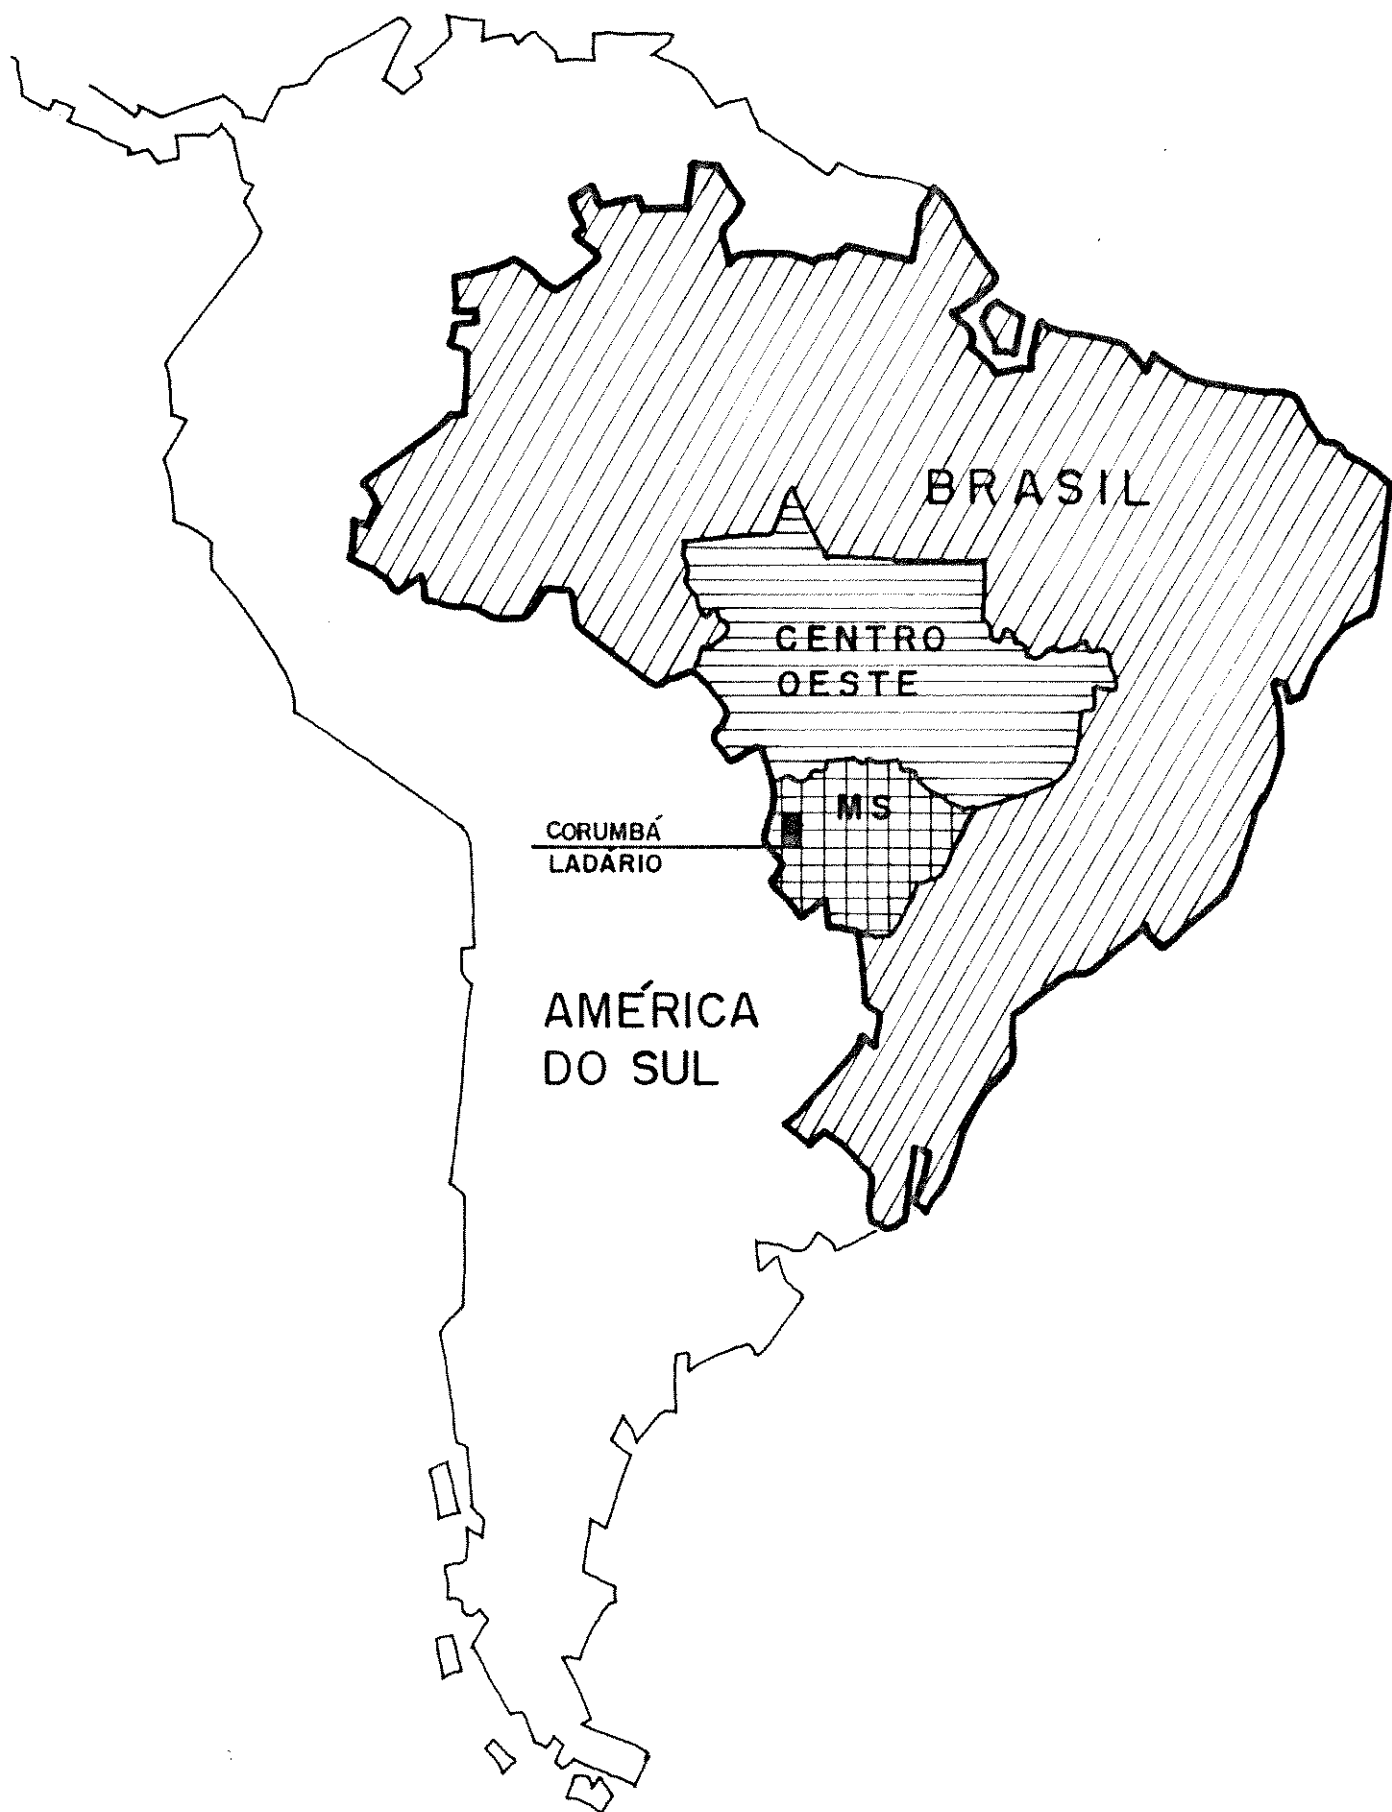 BRASIL
CENTRO
OESTE
MS
CORUMBÁ
LADÁRIO
AMÉRICA
DO SUL